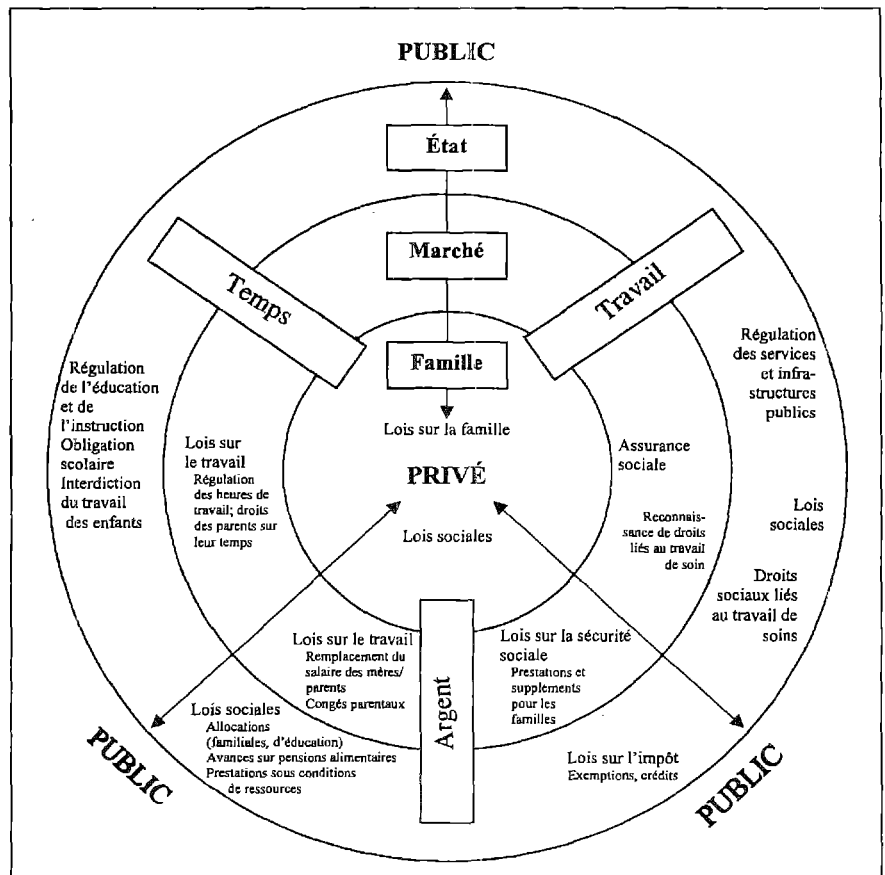 PUBLIC
État
Marché
Famille
Temps
Travail
Lois sur la famille
PRIVÉ
Lois sociales
Régulation
de l'éducation
et de
l'instruction
Obligation
scolaire
Interdiction
du travail
des enfants
Lois sur
le travail
Régulation
des heures de
travail; droits
des parents sur
leur temps
Assurance
sociale
Reconnais-
sance de droits
liés au travail
de soin
Régulation
des services
et infra-
structures
publics
Lois
sociales
Droits
sociaux liés
au travail de
soins
Lois sur le travail
Remplacement du
salaire des mères/
parents
Congés parentaux
Lois sociales
Allocations
(familiales, d'éducation)
Avances sur pensions alimentaires
Prestations sous conditions
de ressources
Argent
Lois sur la sécurité
sociale
Prestations et
suppléments
pour les
familles
Lois sur l'impôt
Exemptions, crédits
PUBLIC
PUBLIC